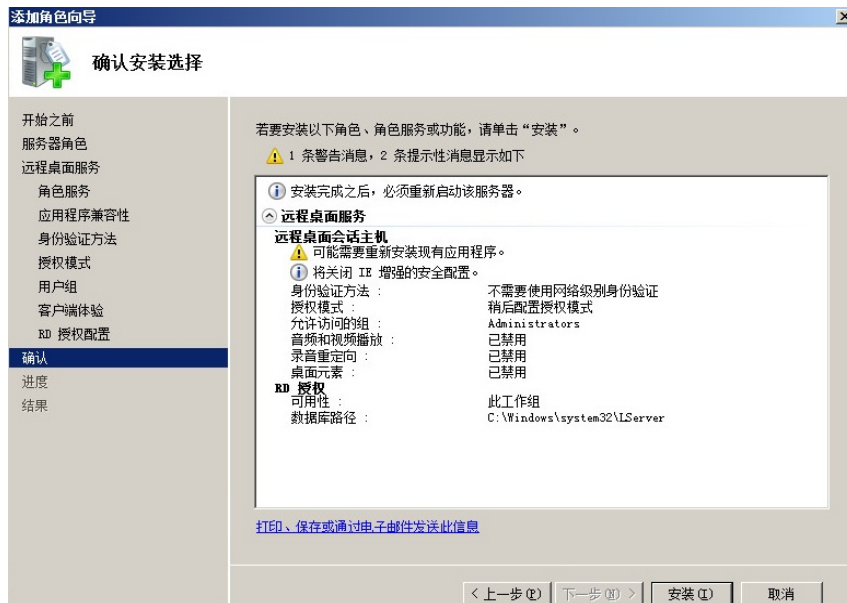 添加角色向导
确认安装选择
开始之前
服务器角色
远程桌面服务
角色服务
应用程序兼容性
身份验证方法
授权模式
用户组
客户端体验
RD 授权配置
确认
进度
结果
若要安装以下角色、角色服务或功能，请单击“安装”。
1 条警告消息，2 条提示性消息显示如下
安装完成之后，必须重新启动该服务器。
远程桌面服务
远程桌面会话主机
可能需要重新安装现有应用程序。
将关闭 IE 增强的安全配置。
身份验证方法 : 不需要使用网络级别身份验证
授权模式 : 稍后配置授权模式
允许访问的组 : Administrators
音频和视频播放 : 已禁用
录音重定向 : 已禁用
桌面元素 : 已禁用
RD 授权
可用性 : 此工作组
数据库路径 : C:\Windows\system32\LServer
打印、保存或通过电子邮件发送此信息
< 上一步(P) 下一步(N) > 安装(I) 取消